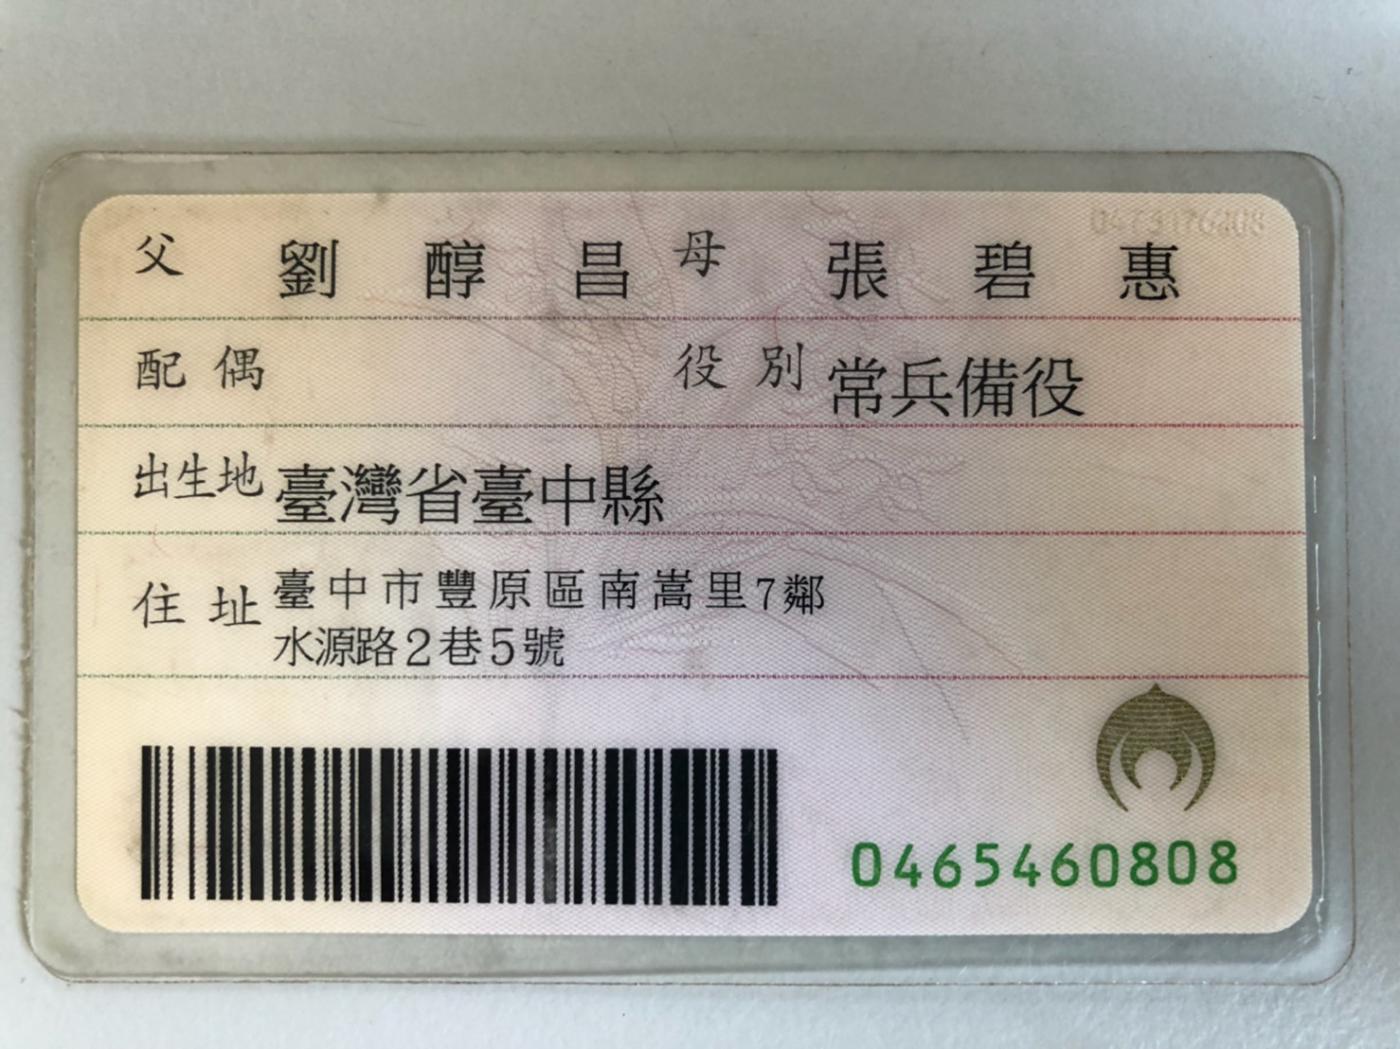 父 劉醇昌 母 張碧惠
配偶 役別 常兵備役
出生地 臺灣省臺中縣
住址 臺中市豐原區南嵩里7鄰
水源路2巷5號
0465460808